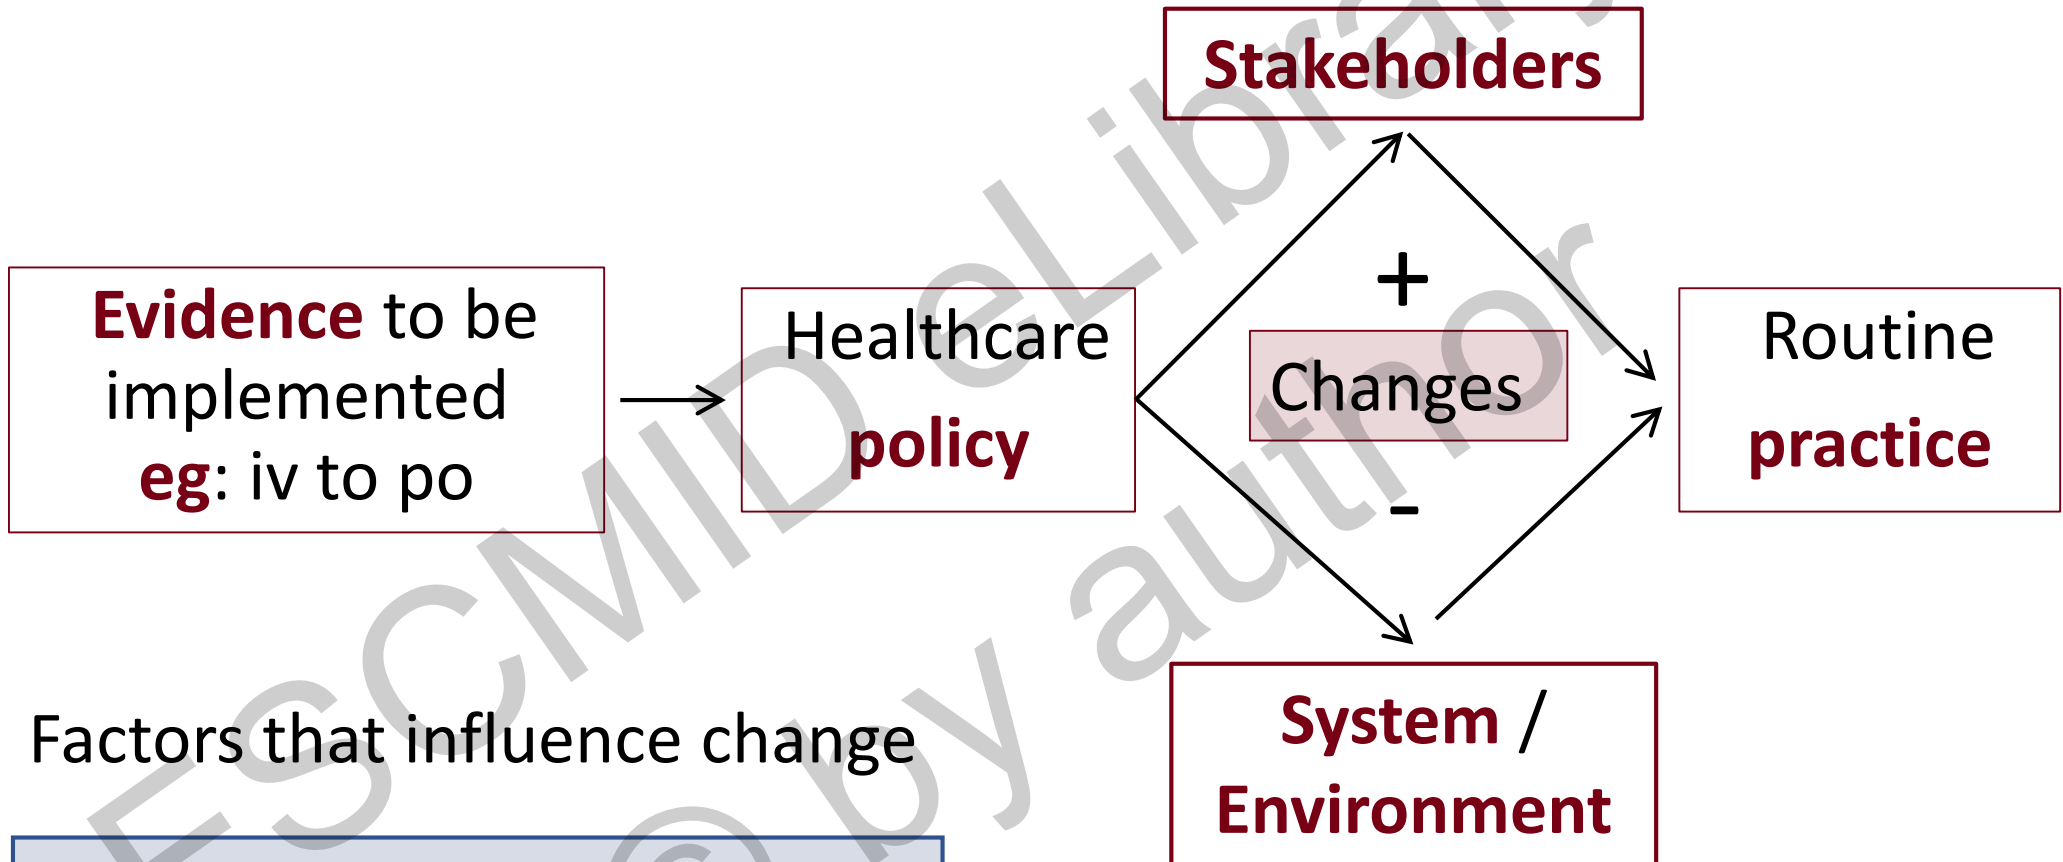 Stakeholders
Evidence to be
implemented
eg: iv to po
Healthcare
policy
+
Changes
-
Routine
practice
System /
Environment
Factors that influence change
ESCMID eLibrary
© by author